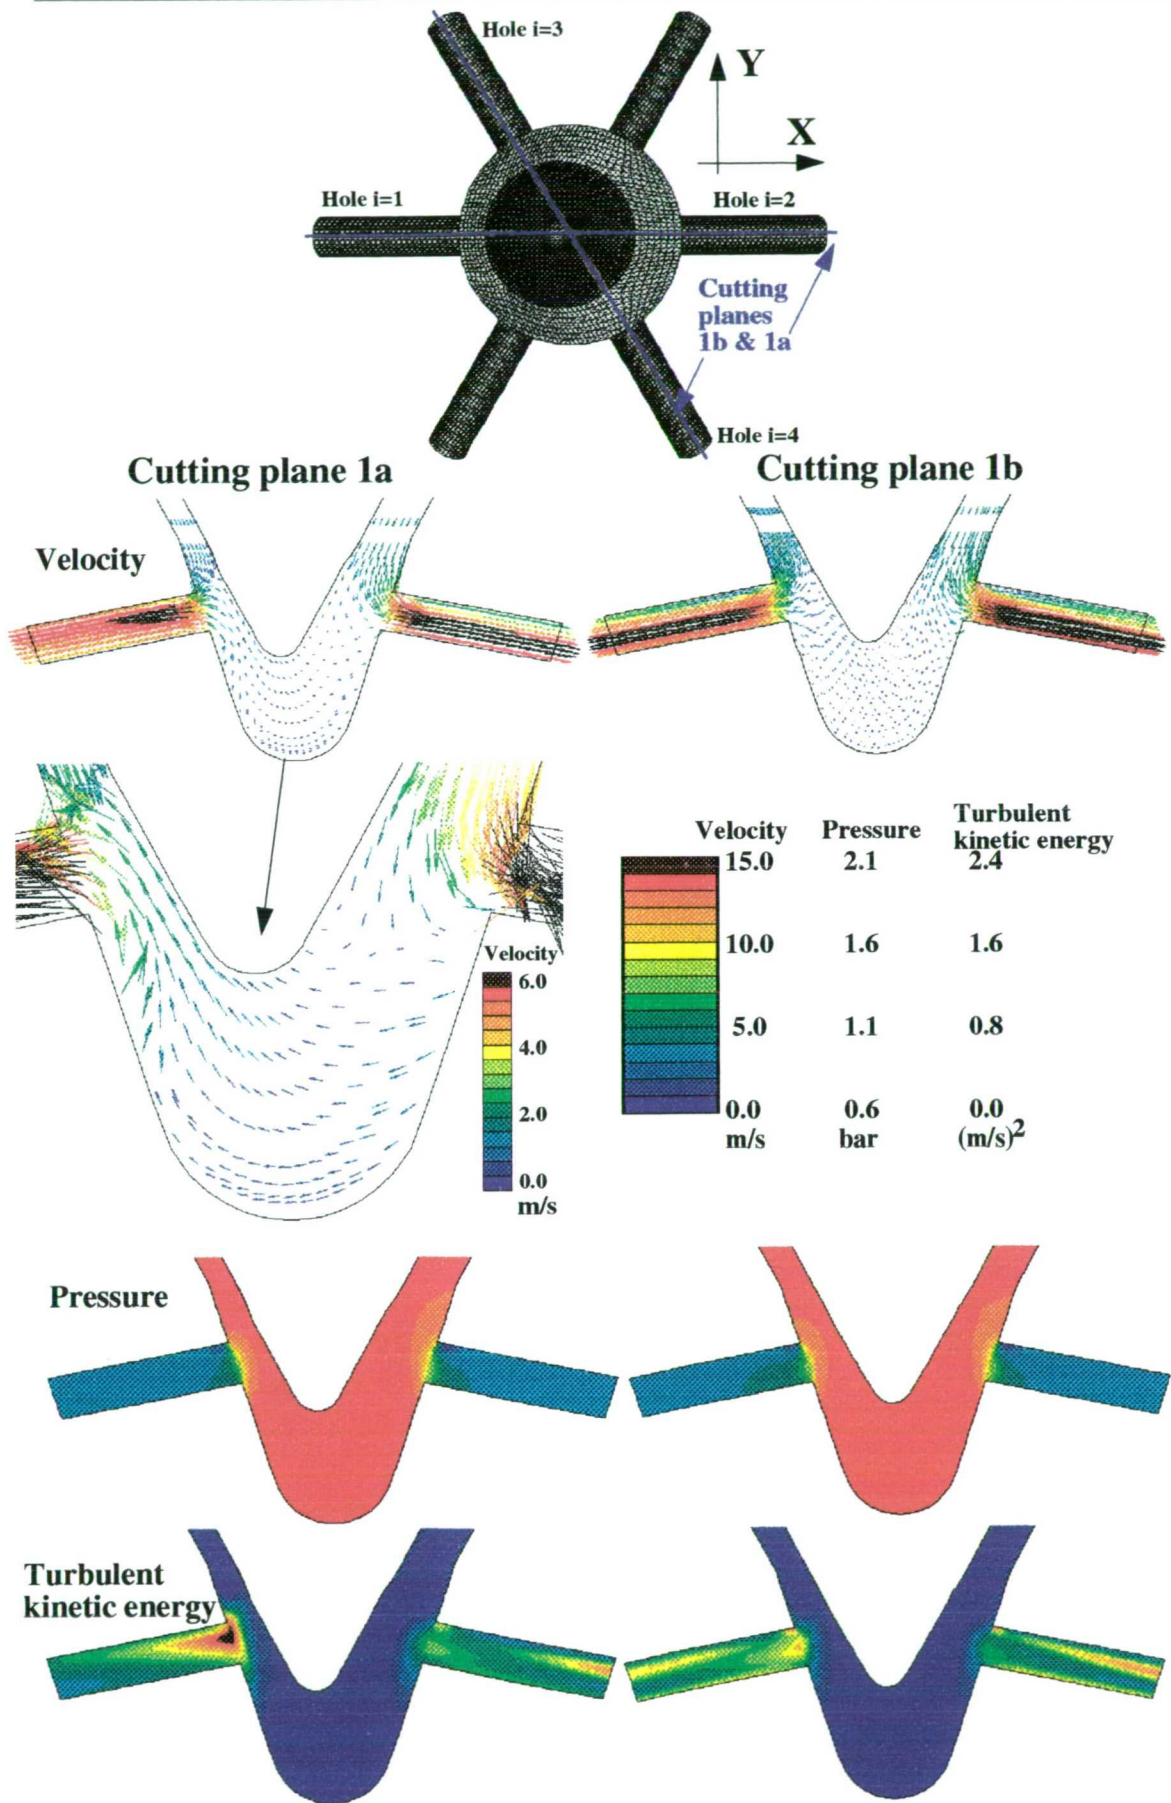 Hole i=3
Y
X
Hole i=1
Hole i=2
Cutting
planes
1b & 1a
Hole i=4
Cutting plane 1a
Cutting plane 1b
Velocity
Velocity
6.0
4.0
2.0
0.0
m/s
Velocity Pressure Turbulent
kinetic energy
15.0 2.1 2.4
10.0 1.6 1.6
5.0 1.1 0.8
0.0 0.6 0.0
m/s bar (m/s)2
Pressure
Turbulent
kinetic energy